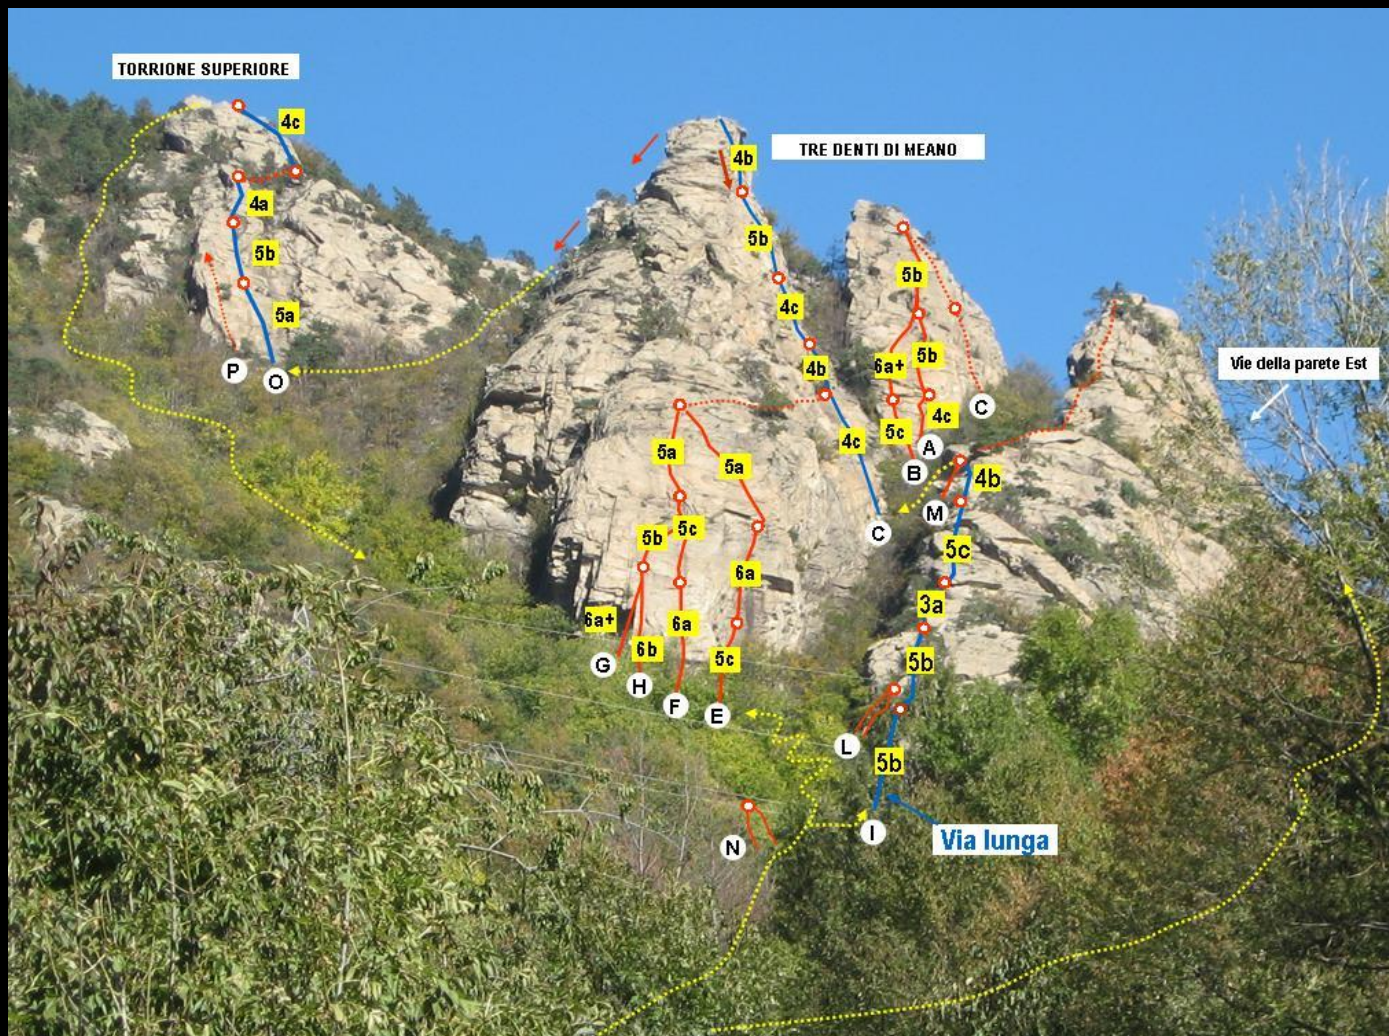 TORRIONE SUPERIORE
4c
TRE DENTI DI MEANO
4b
4a
5b
5b
5b
5a
4c
5b
6a+
4b
Vie della parete Est
P
O
4c
C
5c
4c
A
5a
5a
B
4b
M
C
5b
5c
5c
6a
3a
6a+
6a
6b
5c
5b
G
H
F
E
L
5b
N
I
Via lunga